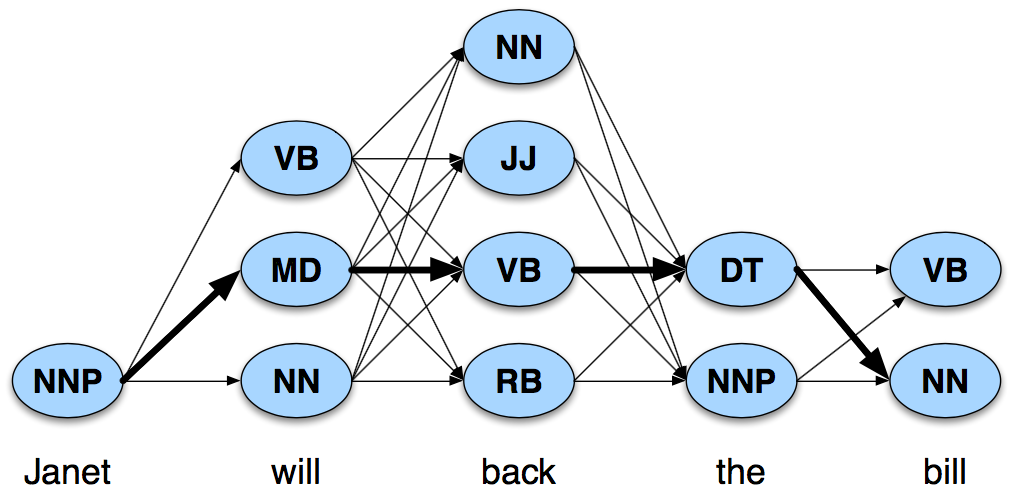 NN
VB JJ
MD VB DT VB
NNP NN RB NNP NN
Janet will back the bill